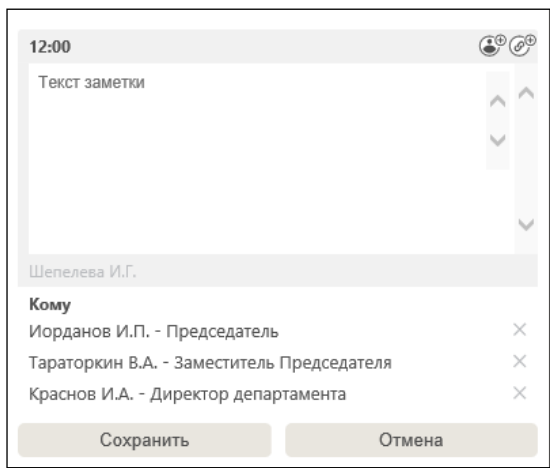 12:00
Текст заметки
Шепелева И.Г.
Кому
Иорданов И.П. - Председатель
Тараторкин В.А. - Заместитель Председателя
Краснов И.А. - Директор департамента
Сохранить
Отмена